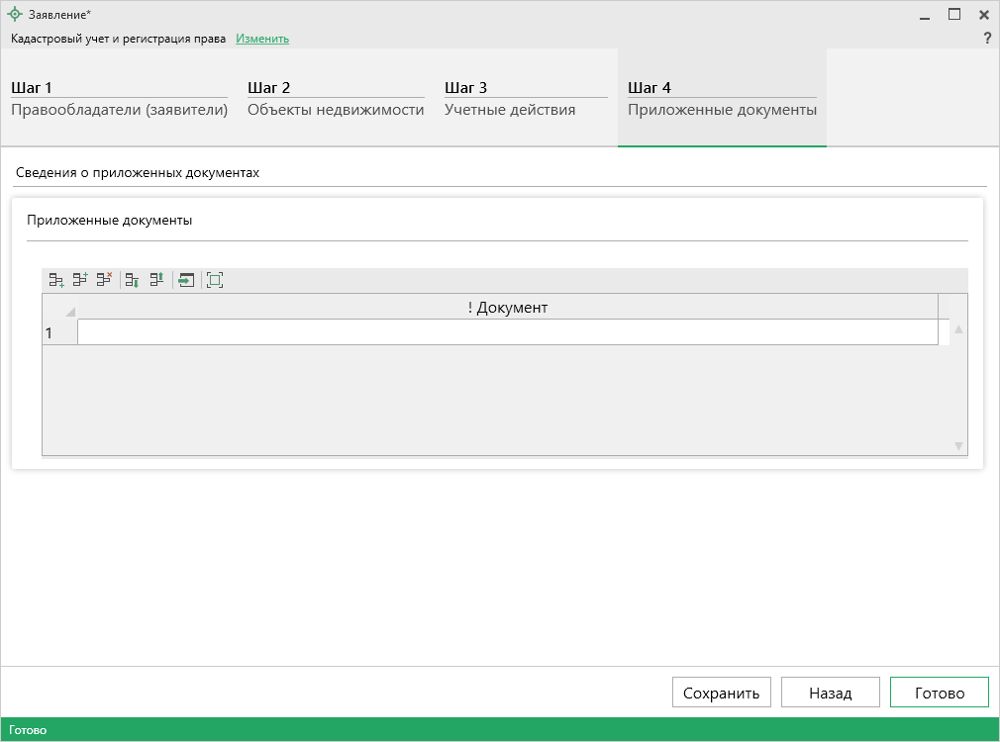 Заявление*
Кадастровый учет и регистрация права Изменить ?
Шаг 1 Шаг 2 Шаг 3 Шаг 4
Правообладатели (заявители) Объекты недвижимости Учетные действия Приложенные документы
Сведения о приложенных документах
Приложенные документы
! Документ
1
Сохранить Назад Готово
Готово